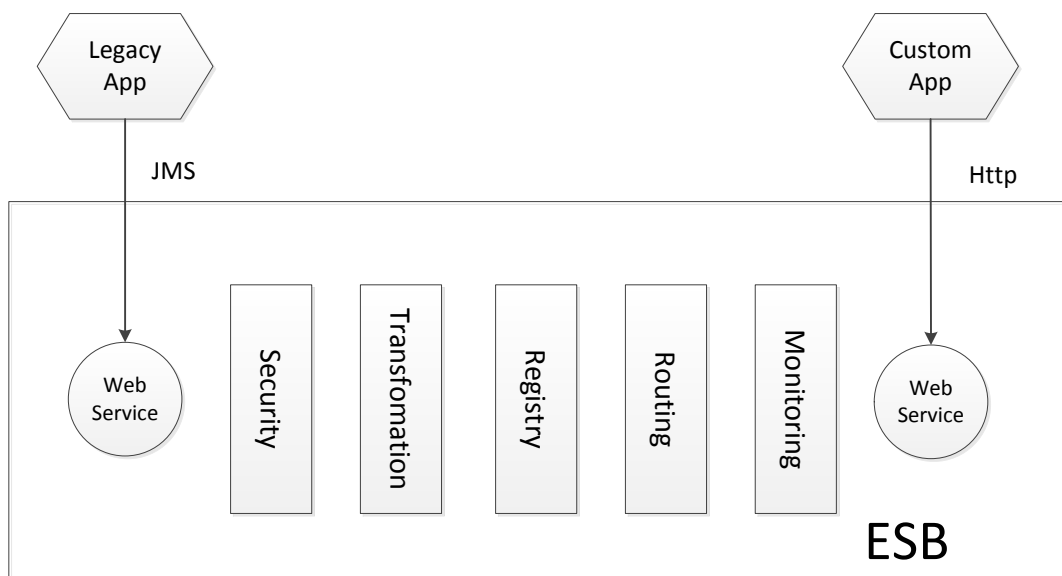 Legacy
App
Custom
App
JMS
Http
Web
Service
Security
Transfomation
Registry
Routing
Monitoring
Web
Service
ESB